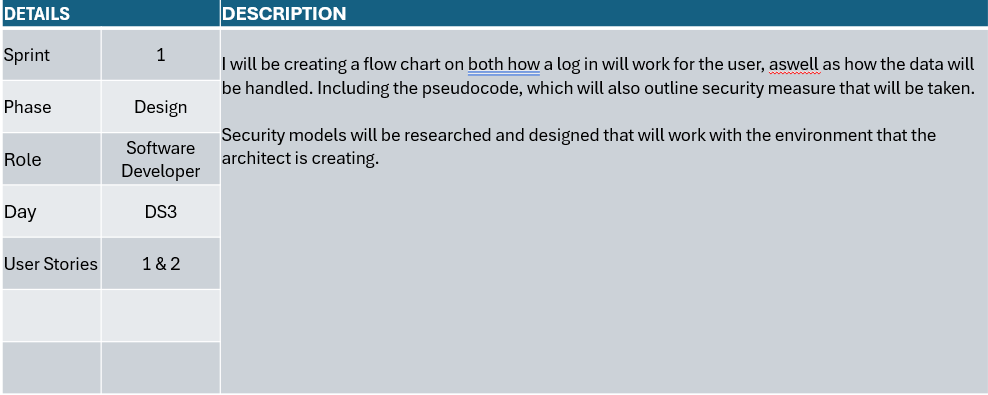 DETAILS
DESCRIPTION
Sprint
1
I will be creating a flow chart on both how a log in will work for the user, aswell as how the data will
be handled. Including the pseudocode, which will also outline security measure that will be taken.
Security models will be researched and designed that will work with the environment that the
architect is creating.
Phase
Design
Role
Software
Developer
Day
DS3
User Stories
1 & 2